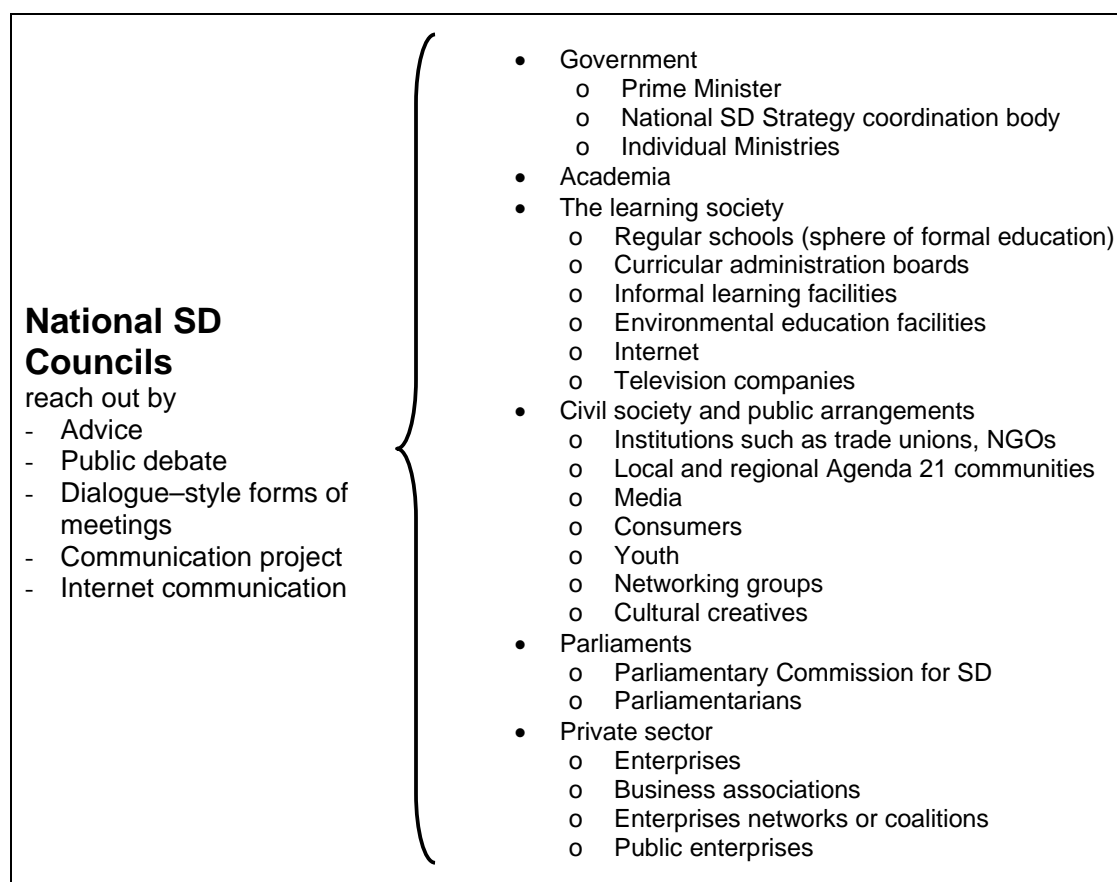 National SD
Councils
reach out by
- Advice
- Public debate
- Dialogue–style forms of
meetings
- Communication project
- Internet communication
• Government
o Prime Minister
o National SD Strategy coordination body
o Individual Ministries
• Academia
• The learning society
o Regular schools (sphere of formal education)
o Curricular administration boards
o Informal learning facilities
o Environmental education facilities
o Internet
o Television companies
• Civil society and public arrangements
o Institutions such as trade unions, NGOs
o Local and regional Agenda 21 communities
o Media
o Consumers
o Youth
o Networking groups
o Cultural creatives
• Parliaments
o Parliamentary Commission for SD
o Parliamentarians
• Private sector
o Enterprises
o Business associations
o Enterprises networks or coalitions
o Public enterprises